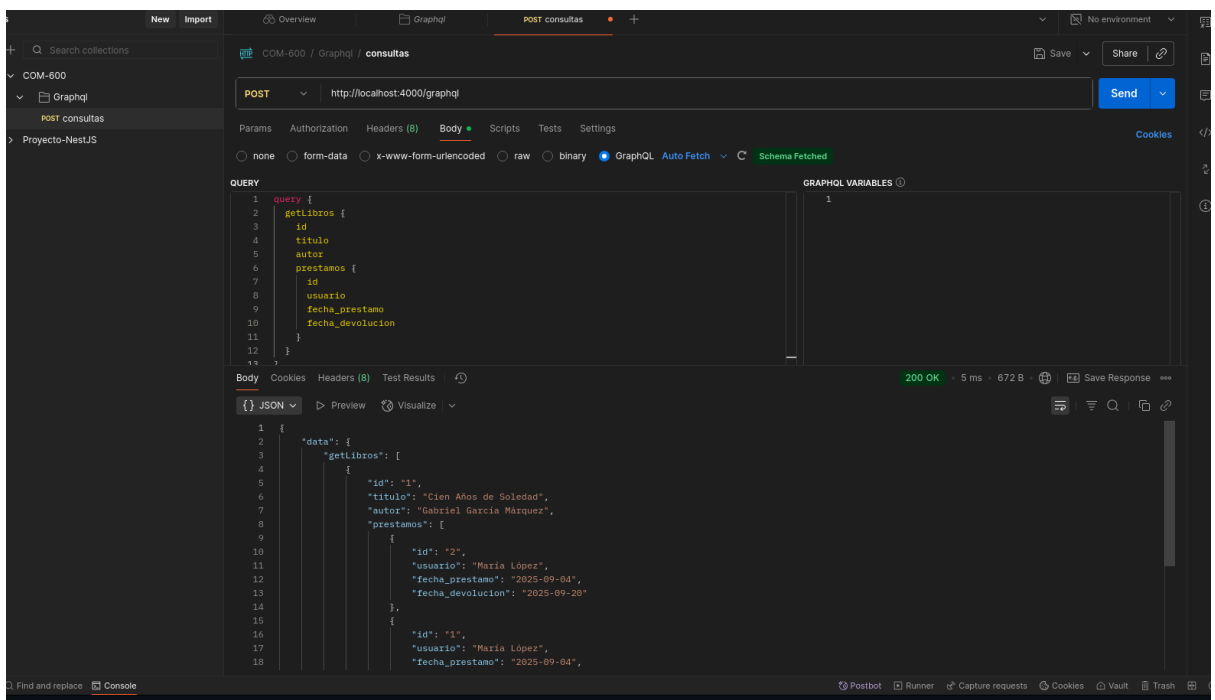 New Import
Overview Graphql POST consultas No environment
Search collections
COM-600 / Graphql / consultas Save Share
COM-600
Graphql
POST consultas
Proyecto-NestJS
POST http://localhost:4000/graphql Send
Params Authorization Headers (8) Body Scripts Tests Settings Cookies
none form-data x-www-form-urlencoded raw binary GraphQL Auto Fetch Schema Fetched
QUERY GRAPHQL VARIABLES
1 query {
2 getLibros {
3 id
4 titulo
5 autor
6 prestamos {
7 id
8 usuario
9 fecha_prestamo
10 fecha_devolucion
11 }
12 }
13 }
1
Body Cookies Headers (8) Test Results 200 OK 5 ms 672 B Save Response
{} JSON Preview Visualize
1 {
2 "data": {
3 "getLibros": [
4 {
5 "id": "1",
6 "titulo": "Cien Años de Soledad",
7 "autor": "Gabriel García Márquez",
8 "prestamos": [
9 {
10 "id": "2",
11 "usuario": "María López",
12 "fecha_prestamo": "2025-09-04",
13 "fecha_devolucion": "2025-09-20"
14 },
15 {
16 "id": "1",
17 "usuario": "María López",
18 "fecha_prestamo": "2025-09-04",
Find and replace Console Postbot Runner Capture requests Cookies Vault Trash